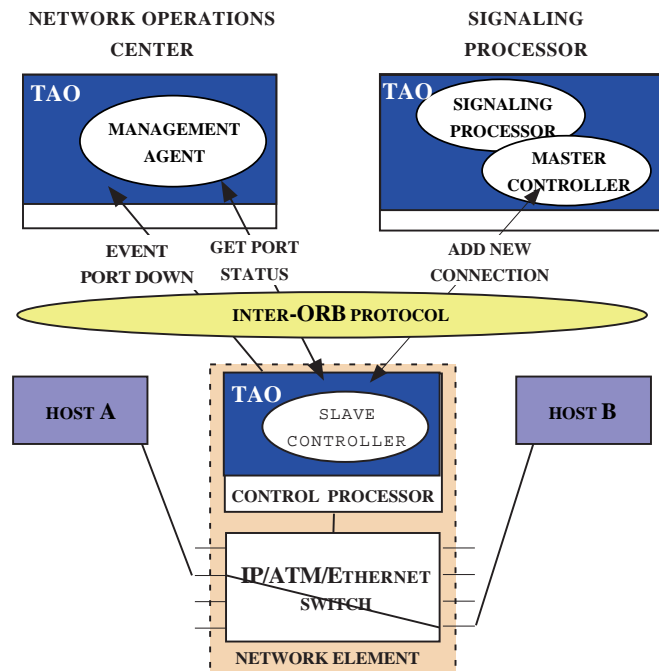 NETWORK OPERATIONS
CENTER
SIGNALING
PROCESSOR
TAO
MANAGEMENT
AGENT
TAO
SIGNALING
PROCESSOR
MASTER
CONTROLLER
EVENT
PORT DOWN
GET PORT
STATUS
ADD NEW
CONNECTION
INTER-ORB PROTOCOL
HOST A
TAO
SLAVE
CONTROLLER
HOST B
CONTROL PROCESSOR
IP/ATM/ETHERNET
SWITCH
NETWORK ELEMENT